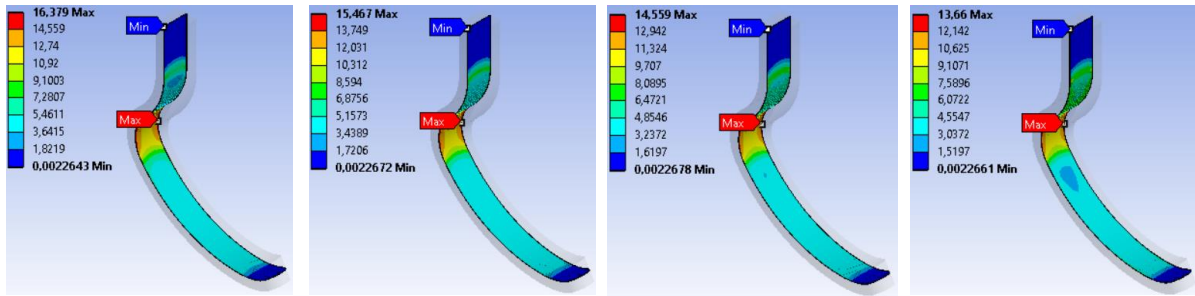 16,379 Max
14,559
12,74
10,92
9,1003
7,2807
5,4611
3,6415
1,8219
0,0022643 Min
Min
Max
15,467 Max
13,749
12,031
10,312
8,594
6,8756
5,1573
3,4389
1,7206
0,0022672 Min
Min
Max
14,559 Max
12,942
11,324
9,707
8,0895
6,4721
4,8546
3,2372
1,6197
0,0022678 Min
Min
Max
13,66 Max
12,142
10,625
9,1071
7,5896
6,0722
4,5547
3,0372
1,5197
0,0022661 Min
Min
Max